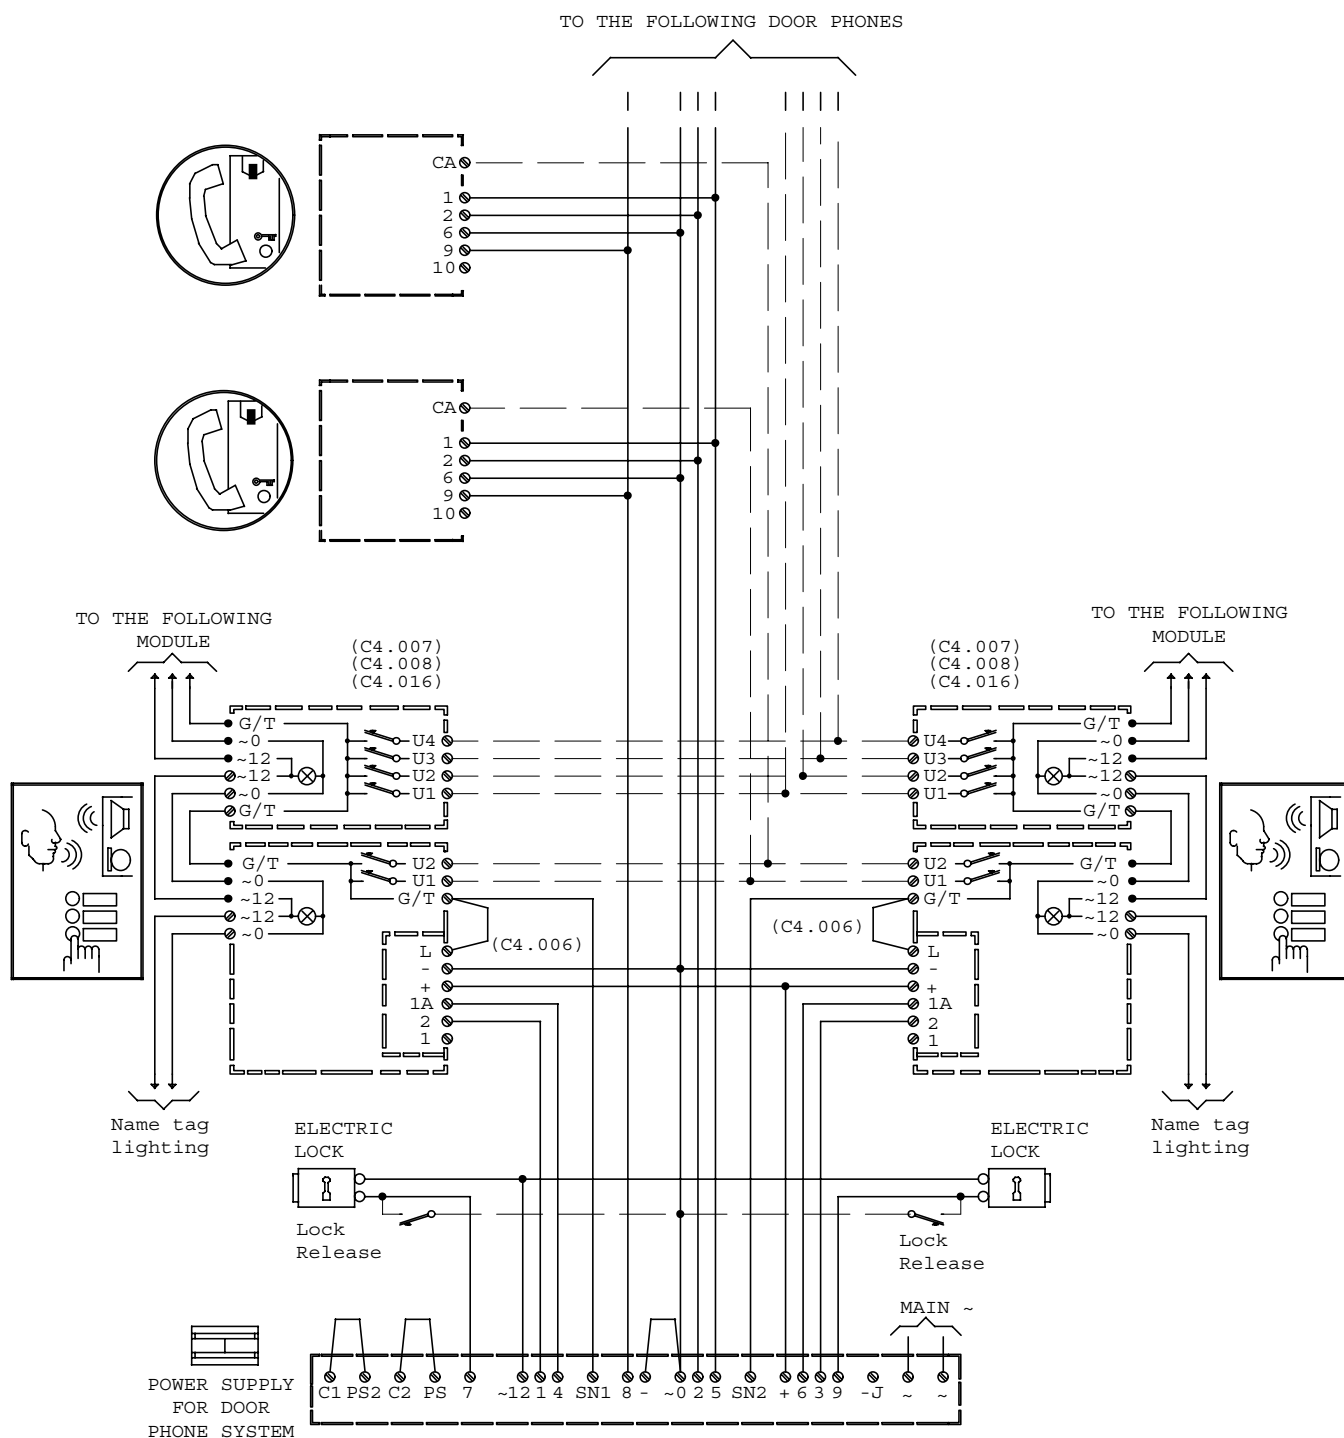 TO THE FOLLOWING DOOR PHONES
CA
1
2
6
9
10
CA
1
2
6
9
10
TO THE FOLLOWING
MODULE
(C4.007)
(C4.008)
(C4.016)
G/T
~0
~12
~12
~0
G/T
U4
U3
U2
U1
G/T
~0
~12
~12
~0
U2
U1
G/T
(C4.006)
L
-
+
1A
2
1
Name tag
lighting
TO THE FOLLOWING
MODULE
(C4.007)
(C4.008)
(C4.016)
U4
U3
U2
U1
G/T
~0
~12
~12
~0
G/T
U2
U1
G/T
G/T
~0
~12
~12
~0
(C4.006)
L
-
+
1A
2
1
Name tag
lighting
ELECTRIC
LOCK
Lock
Release
ELECTRIC
LOCK
Lock
Release
MAIN ~
C1 PS2 C2 PS 7 ~12 1 4 SN1 8 - ~0 2 5 SN2 + 6 3 9 -J ~ ~
POWER SUPPLY
FOR DOOR
PHONE SYSTEM